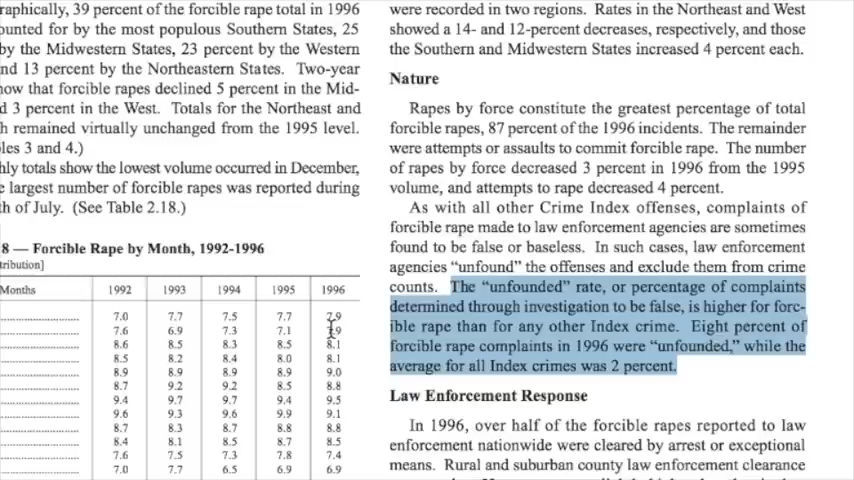 raphically, 39 percent of the forcible rape total in 1996
ounted for by the most populous Southern States, 25
by the Midwestern States, 23 percent by the Western
nd 13 percent by the Northeastern States. Two-year
how that forcible rapes declined 5 percent in the Mid-
d 3 percent in the West. Totals for the Northeast and
h remained virtually unchanged from the 1995 level.
les 3 and 4.)
hly totals show the lowest volume occurred in December,
e largest number of forcible rapes was reported during
th of July. (See Table 2.18.)
8 — Forcible Rape by Month, 1992-1996
tribution]
Months 1992 1993 1994 1995 1996
7.0 7.7 7.5 7.7 7.9
7.6 6.9 7.3 7.1 .9
8.6 8.5 8.3 8.5 8.1
8.5 8.2 8.4 8.0 8.1
8.9 8.9 8.9 8.9 9.0
8.7 9.2 9.2 8.5 8.8
9.4 9.7 9.7 9.4 9.5
9.6 9.3 9.6 9.9 9.1
8.7 8.3 8.7 8.8 8.8
8.4 8.1 8.5 8.7 8.5
7.6 7.5 7.3 7.8 7.4
7.0 7.7 6.5 6.9 6.9
were recorded in two regions. Rates in the Northeast and West
showed a 14- and 12-percent decreases, respectively, and those
the Southern and Midwestern States increased 4 percent each.
Nature
Rapes by force constitute the greatest percentage of total
forcible rapes, 87 percent of the 1996 incidents. The remainder
were attempts or assaults to commit forcible rape. The number
of rapes by force decreased 3 percent in 1996 from the 1995
volume, and attempts to rape decreased 4 percent.
As with all other Crime Index offenses, complaints of
forcible rape made to law enforcement agencies are sometimes
found to be false or baseless. In such cases, law enforcement
agencies “unfound” the offenses and exclude them from crime
counts. The “unfounded” rate, or percentage of complaints
determined through investigation to be false, is higher for forc-
ible rape than for any other Index crime. Eight percent of
forcible rape complaints in 1996 were “unfounded,” while the
average for all Index crimes was 2 percent.
Law Enforcement Response
In 1996, over half of the forcible rapes reported to law
enforcement nationwide were cleared by arrest or exceptional
means. Rural and suburban county law enforcement clearance